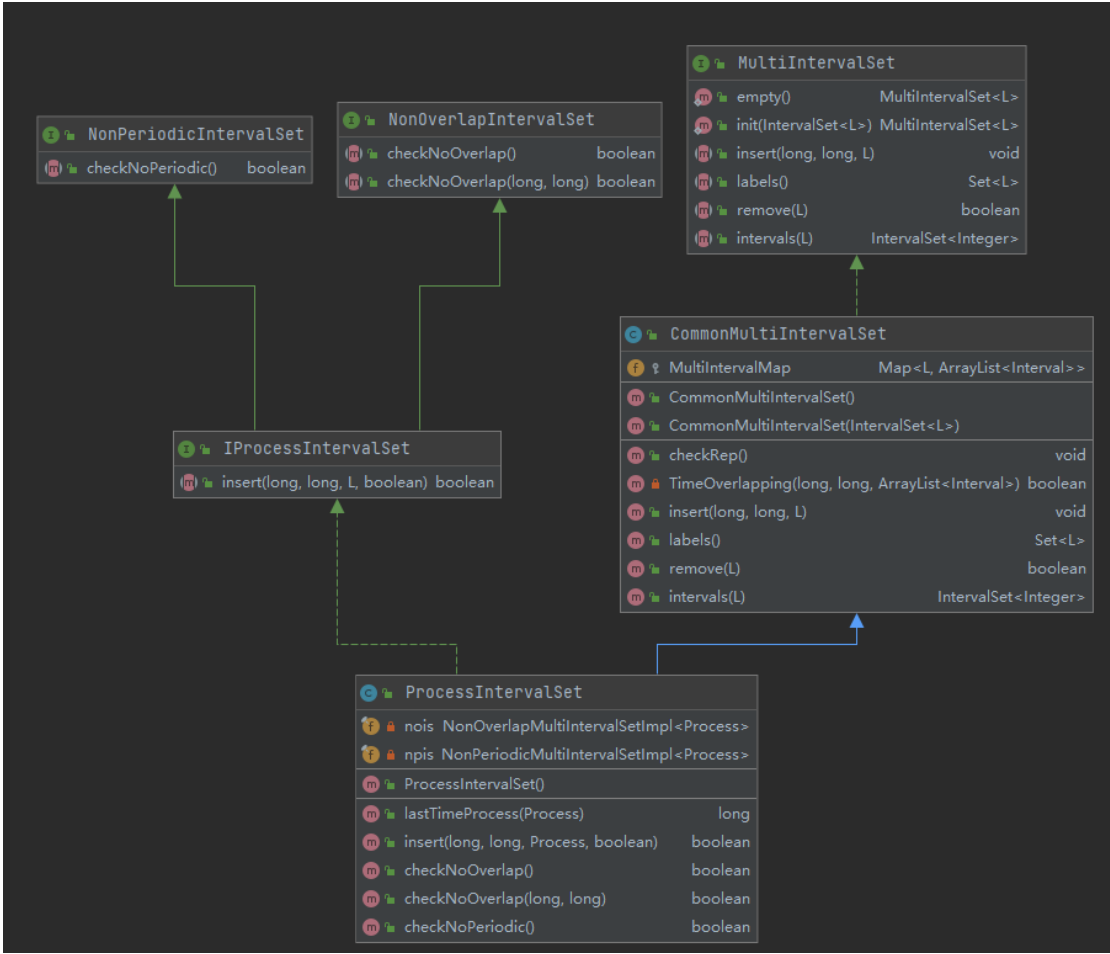 NonPeriodicIntervalSet
checkNoPeriodic() boolean
NonOverlapIntervalSet
checkNoOverlap() boolean
checkNoOverlap(long, long) boolean
MultiIntervalSet
empty() MultiIntervalSet<L>
init(IntervalSet<L>) MultiIntervalSet<L>
insert(long, long, L) void
labels() Set<L>
remove(L) boolean
intervals(L) IntervalSet<Integer>
CommonMultiIntervalSet
MultiIntervalMap Map<L, ArrayList<Interval>>
CommonMultiIntervalSet()
CommonMultiIntervalSet(IntervalSet<L>)
checkRep() void
TimeOverlapping(long, long, ArrayList<Interval>) boolean
insert(long, long, L) void
labels() Set<L>
remove(L) boolean
intervals(L) IntervalSet<Integer>
IProcessIntervalSet
insert(long, long, L, boolean) boolean
ProcessIntervalSet
nois NonOverlapMultiIntervalSetImpl<Process>
npis NonPeriodicMultiIntervalSetImpl<Process>
ProcessIntervalSet()
lastTimeProcess(Process) long
insert(long, long, Process, boolean) boolean
checkNoOverlap() boolean
checkNoOverlap(long, long) boolean
checkNoPeriodic() boolean